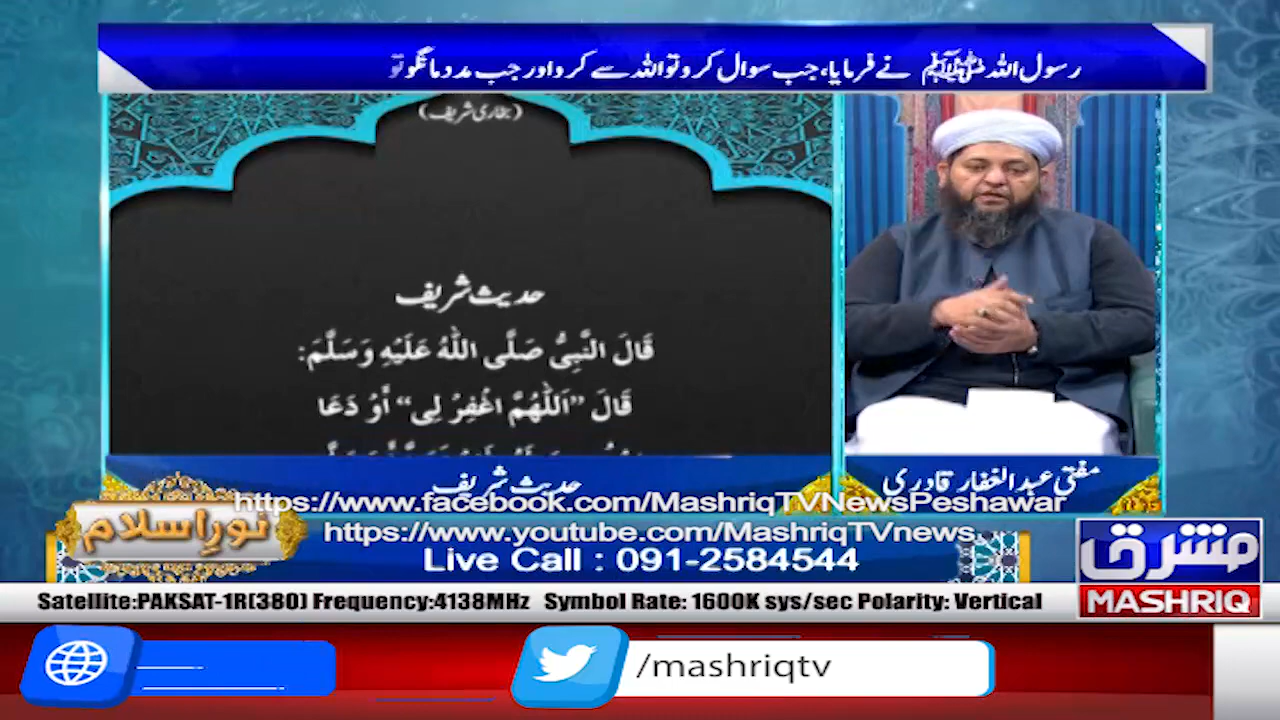 رسول اللہ ﷺ نے فرمایا، جب سوال کرو تو اللہ سے کرو اور جب مدد مانگو تو
(بخاری شریف)
حدیث شریف
قَالَ النَّبِیُّ صَلَّی اللهُ عَلَیْهِ وَسَلَّمَ:
قَالَ ”اَللّٰهُمَّ اغْفِرْ لِی“ أَوْ دَعَا
حدیث شریف
مفتی عبدالغفار قادری
https://www.facebook.com/MashriqTVNewsPeshawar
نورِ اسلام
https://www.youtube.com/MashriqTVnews
Live Call : 091-2584544
مشرق
MASHRIQ
Satellite:PAKSAT-1R(380) Frequency:4138MHz Symbol Rate: 1600K sys/sec Polarity: Vertical
/mashriqtv